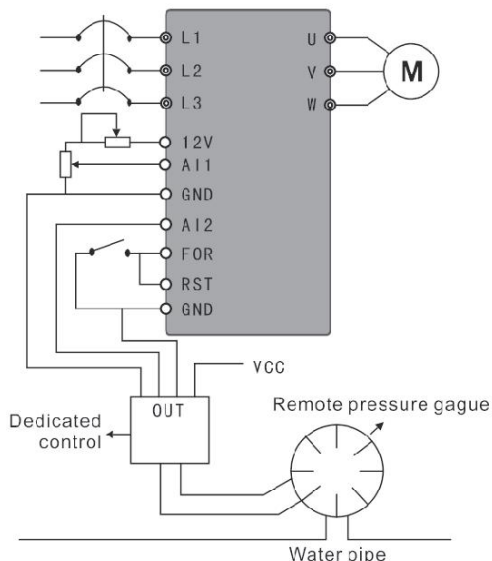 L1
L2
L3
U
V
W
M
12V
AI1
GND
AI2
FOR
RST
GND
VCC
OUT
Dedicated
control
Remote pressure gague
Water pipe